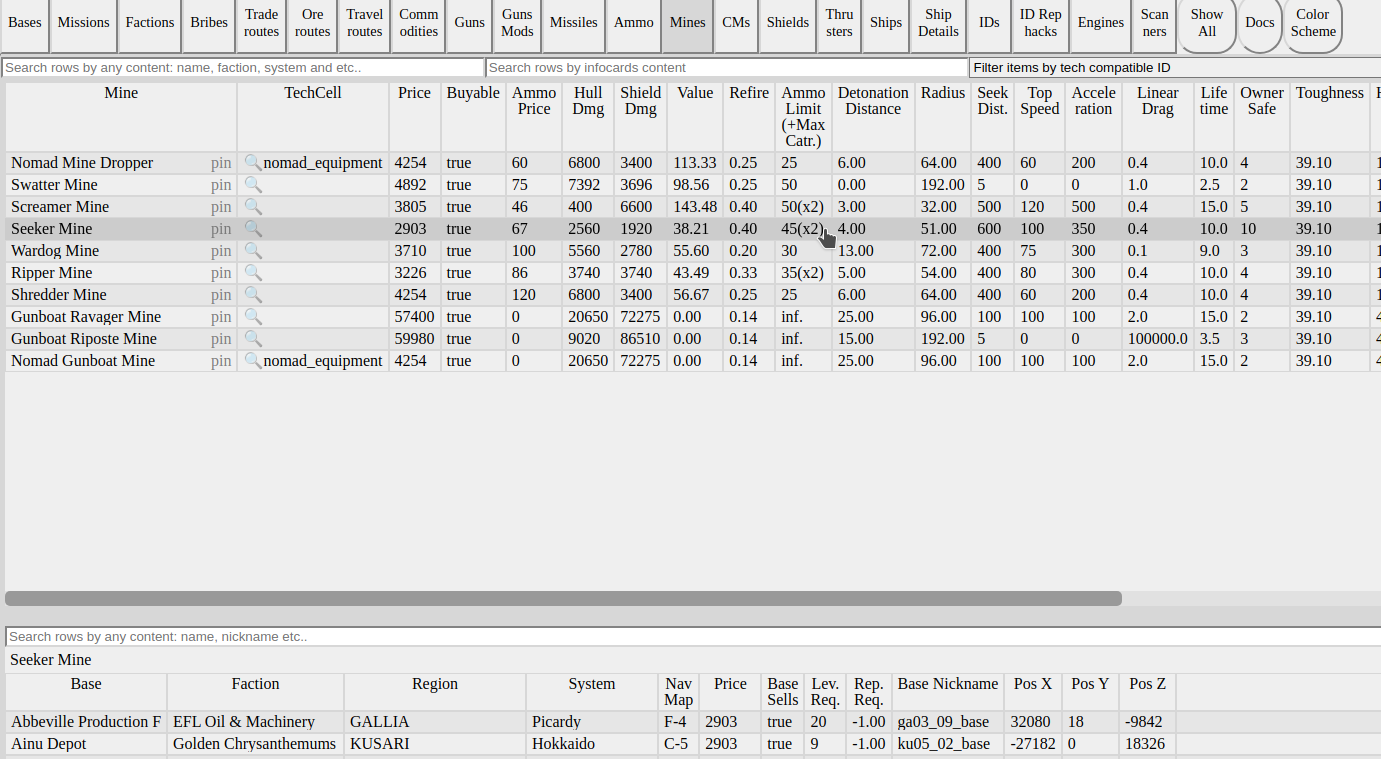 Bases Missions Factions Bribes Trade routes Ore routes Travel routes Comm odities Guns Guns Mods Missiles Ammo Mines CMs Shields Thru sters Ships Ship Details IDs ID Rep hacks Engines Scan ners Show All Docs Color Scheme
Search rows by any content: name, faction, system and etc.. Search rows by infocards content Filter items by tech compatible ID
Mine TechCell Price Buyable Ammo Price Hull Dmg Shield Dmg Value Refire Ammo Limit (+Max Catr.) Detonation Distance Radius Seek Dist. Top Speed Accele ration Linear Drag Life time Owner Safe Toughness
Nomad Mine Dropper pin 🔍nomad_equipment 4254 true 60 6800 3400 113.33 0.25 25 6.00 64.00 400 60 200 0.4 10.0 4 39.10
Swatter Mine pin 🔍 4892 true 75 7392 3696 98.56 0.25 50 0.00 192.00 5 0 0 1.0 2.5 2 39.10
Screamer Mine pin 🔍 3805 true 46 400 6600 143.48 0.40 50(x2) 3.00 32.00 500 120 500 0.4 15.0 5 39.10
Seeker Mine pin 🔍 2903 true 67 2560 1920 38.21 0.40 45(x2) 4.00 51.00 600 100 350 0.4 10.0 10 39.10
Wardog Mine pin 🔍 3710 true 100 5560 2780 55.60 0.20 30 13.00 72.00 400 75 300 0.1 9.0 3 39.10
Ripper Mine pin 🔍 3226 true 86 3740 3740 43.49 0.33 35(x2) 5.00 54.00 400 80 300 0.4 10.0 4 39.10
Shredder Mine pin 🔍 4254 true 120 6800 3400 56.67 0.25 25 6.00 64.00 400 60 200 0.4 10.0 4 39.10
Gunboat Ravager Mine pin 🔍 57400 true 0 20650 72275 0.00 0.14 inf. 25.00 96.00 100 100 100 2.0 15.0 2 39.10
Gunboat Riposte Mine pin 🔍 59980 true 0 9020 86510 0.00 0.14 inf. 15.00 192.00 5 0 0 100000.0 3.5 3 39.10
Nomad Gunboat Mine pin 🔍nomad_equipment 4254 true 0 20650 72275 0.00 0.14 inf. 25.00 96.00 100 100 100 2.0 15.0 2 39.10
Search rows by any content: name, nickname etc..
Seeker Mine
Base Faction Region System Nav Map Price Base Sells Lev. Req. Rep. Req. Base Nickname Pos X Pos Y Pos Z
Abbeville Production F EFL Oil & Machinery GALLIA Picardy F-4 2903 true 20 -1.00 ga03_09_base 32080 18 -9842
Ainu Depot Golden Chrysanthemums KUSARI Hokkaido C-5 2903 true 9 -1.00 ku05_02_base -27182 0 18326